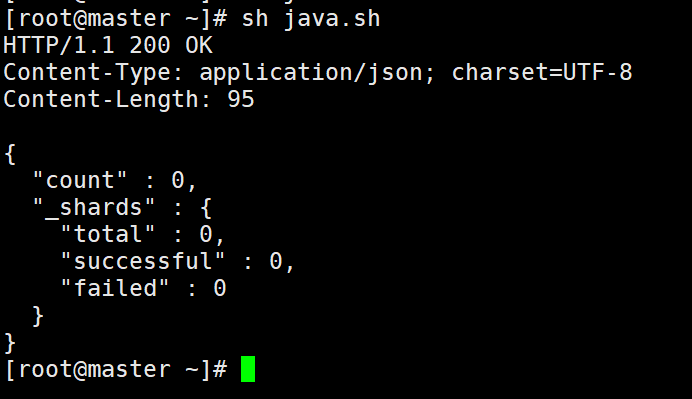 [root@master ~]# sh java.sh
HTTP/1.1 200 OK
Content-Type: application/json; charset=UTF-8
Content-Length: 95

{
  "count" : 0,
  "_shards" : {
    "total" : 0,
    "successful" : 0,
    "failed" : 0
  }
}
[root@master ~]#